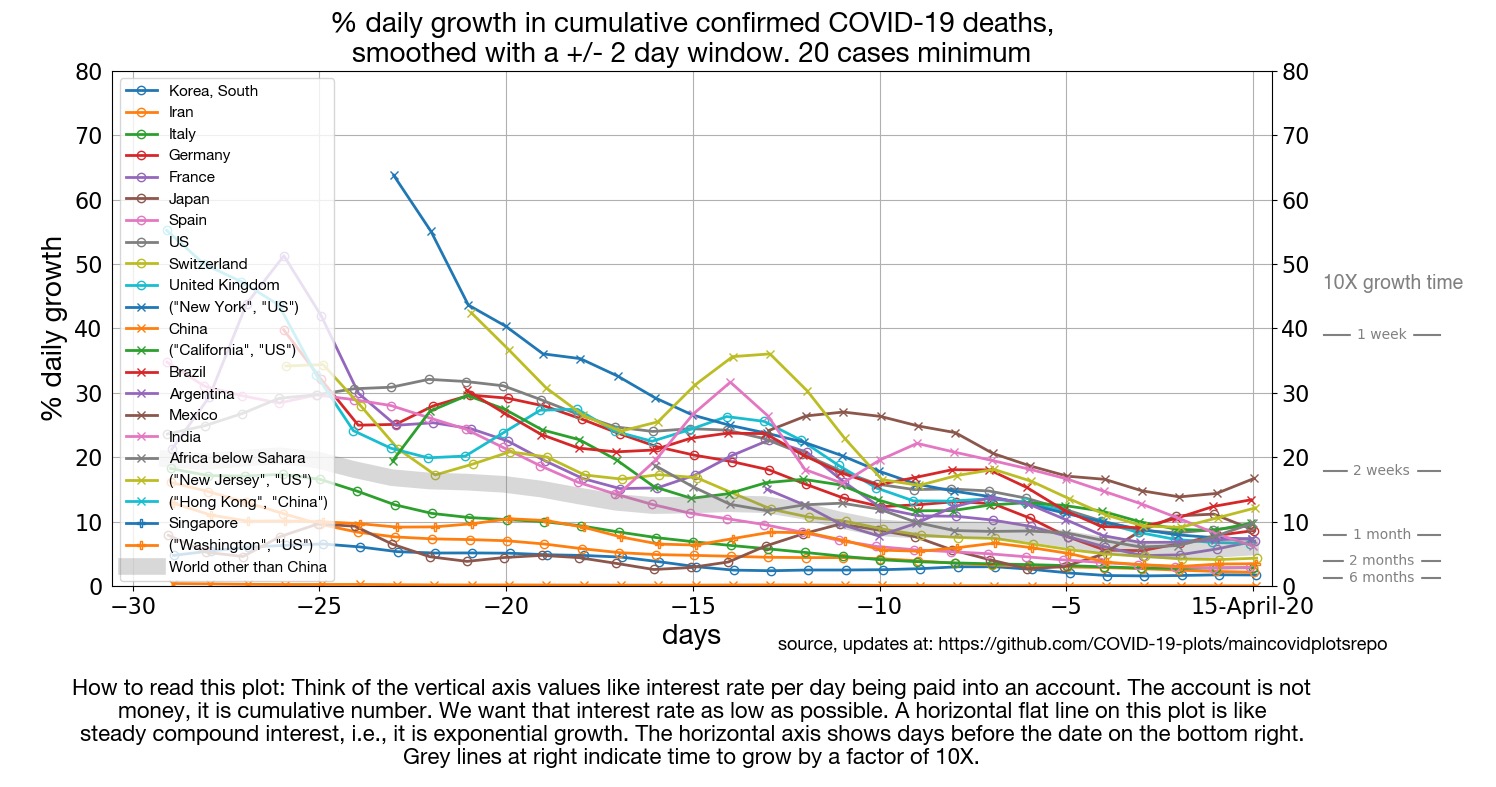 % daily growth in cumulative confirmed COVID-19 deaths,
smoothed with a +/- 2 day window. 20 cases minimum
80
70
60
50
40
30
20
10
0
% daily growth
Korea, South
Iran
Italy
Germany
France
Japan
Spain
US
Switzerland
United Kingdom
("New York", "US")
China
("California", "US")
Brazil
Argentina
Mexico
India
Africa below Sahara
("New Jersey", "US")
("Hong Kong", "China")
Singapore
("Washington", "US")
World other than China
80
70
60
50
40
30
20
10
0
10X growth time
1 week
2 weeks
1 month
2 months
6 months
−30
−25
−20
−15
−10
−5
15-April-20
days
source, updates at: https://github.com/COVID-19-plots/maincovidplotsrepo
How to read this plot: Think of the vertical axis values like interest rate per day being paid into an account. The account is not
money, it is cumulative number. We want that interest rate as low as possible. A horizontal flat line on this plot is like
steady compound interest, i.e., it is exponential growth. The horizontal axis shows days before the date on the bottom right.
Grey lines at right indicate time to grow by a factor of 10X.